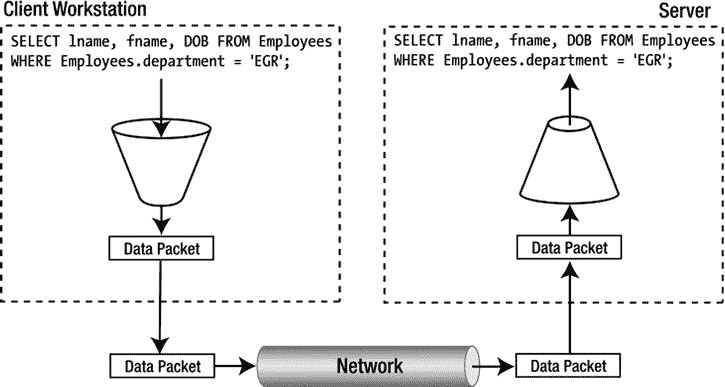 Client Workstation
SELECT lname, fname, DOB FROM Employees
WHERE Employees.department = 'EGR';
Data Packet
Data Packet
Network
Server
SELECT lname, fname, DOB FROM Employees
WHERE Employees.department = 'EGR';
Data Packet
Data Packet